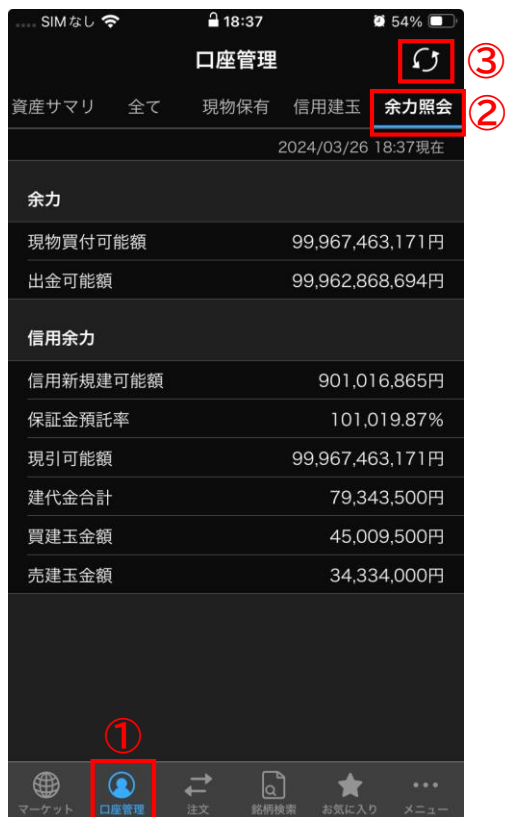 .... SIMなし 18:37 54%
口座管理 ③
資産サマリ 全て 現物保有 信用建玉 余力照会 ②
2024/03/26 18:37現在
余力
現物買付可能額 99,967,463,171円
出金可能額 99,962,868,694円
信用余力
信用新規建可能額 901,016,865円
保証金預託率 101,019.87%
現引可能額 99,967,463,171円
建代金合計 79,343,500円
買建玉金額 45,009,500円
売建玉金額 34,334,000円
①
マーケット 口座管理 注文 銘柄検索 お気に入り メニュー